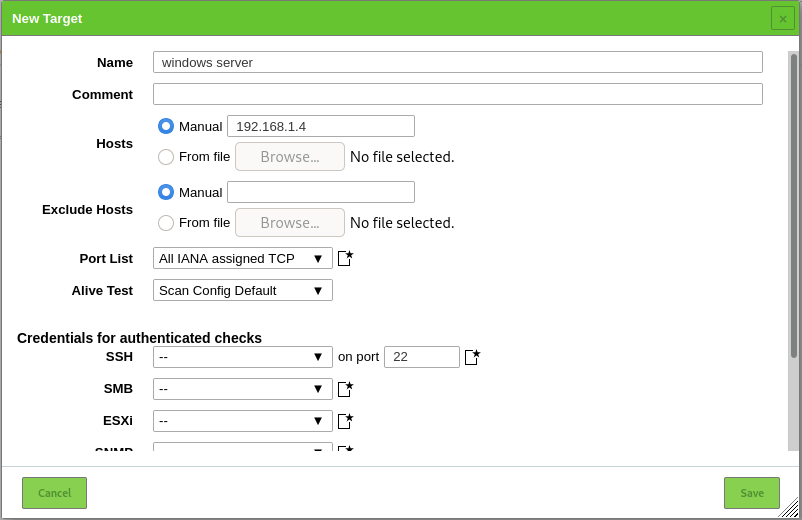 New Target
×
Name windows server
Comment
Hosts
Manual 192.168.1.4
From file Browse... No file selected.
Exclude Hosts
Manual
From file Browse... No file selected.
Port List All IANA assigned TCP ▼
Alive Test Scan Config Default ▼
Credentials for authenticated checks
SSH -- ▼ on port 22
SMB -- ▼
ESXi -- ▼
SNMP
Cancel Save